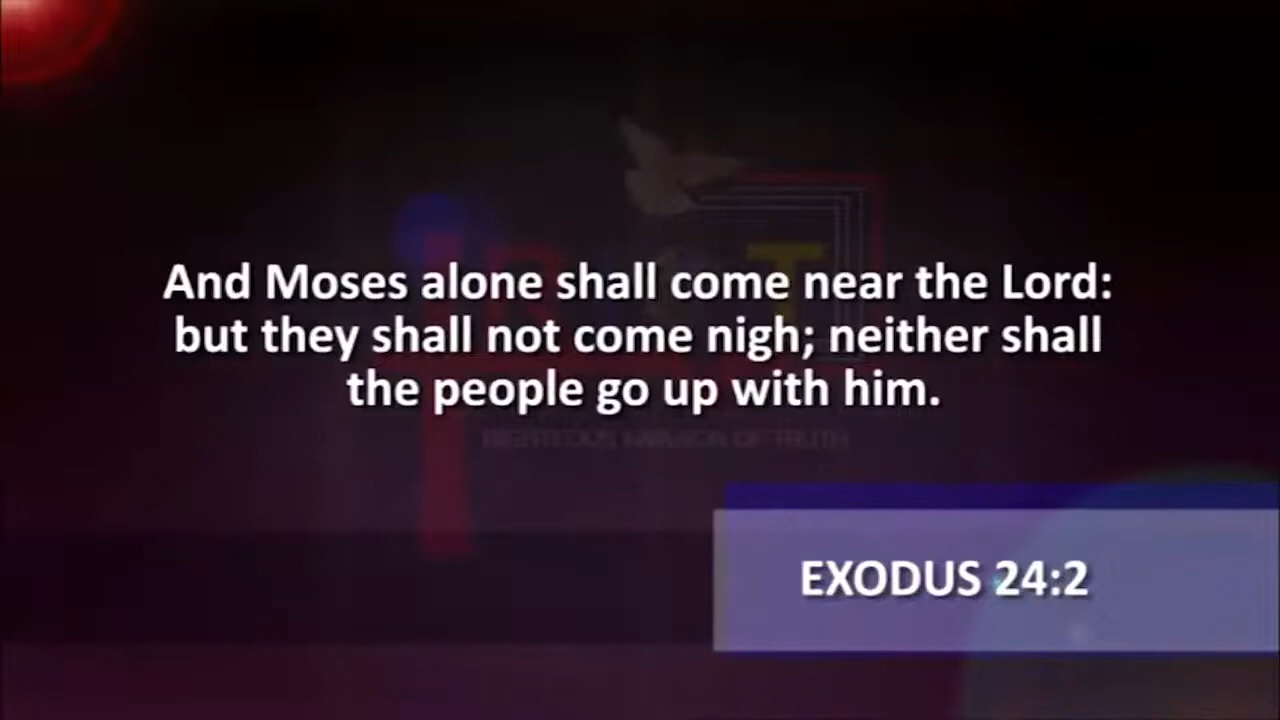 And Moses alone shall come near the Lord:
but they shall not come nigh; neither shall
the people go up with him.
EXODUS 24:2